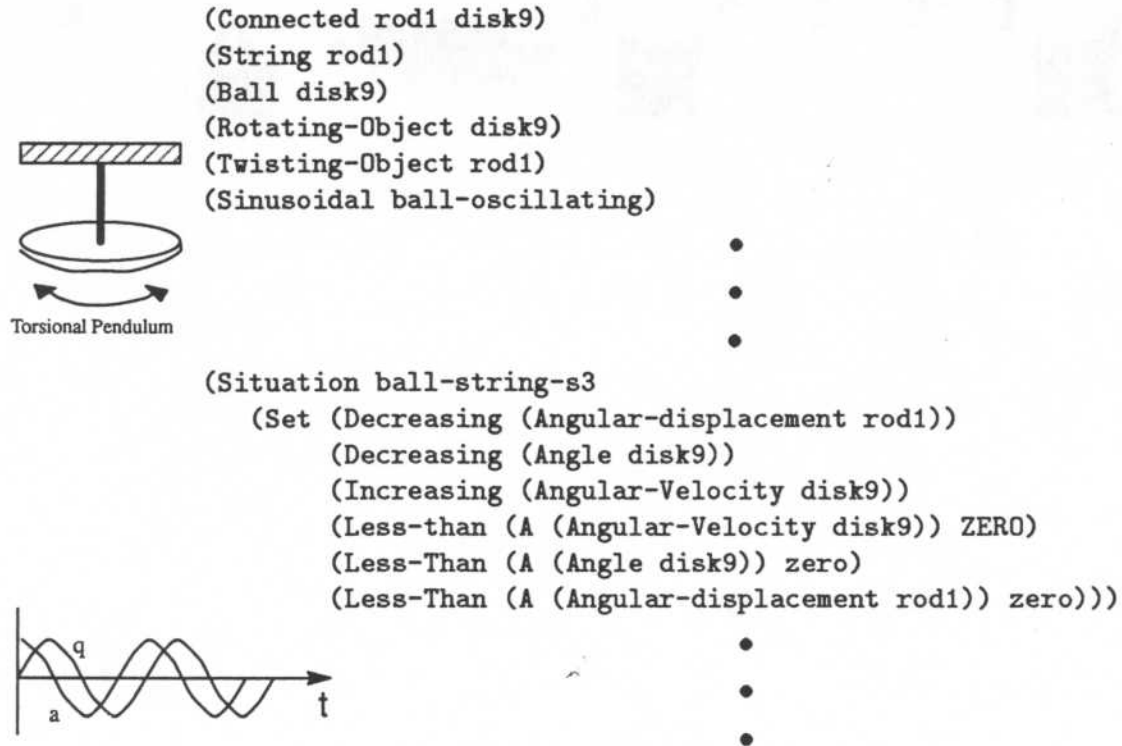 (Connected rod1 disk9)
(String rod1)
(Ball disk9)
(Rotating-Object disk9)
(Twisting-Object rod1)
(Sinusoidal ball-oscillating)
Torsional Pendulum
(Situation ball-string-s3
(Set (Decreasing (Angular-displacement rod1))
(Decreasing (Angle disk9))
(Increasing (Angular-Velocity disk9))
(Less-than (A (Angular-Velocity disk9)) ZERO)
(Less-Than (A (Angle disk9)) zero)
(Less-Than (A (Angular-displacement rod1)) zero)))
q
a
t